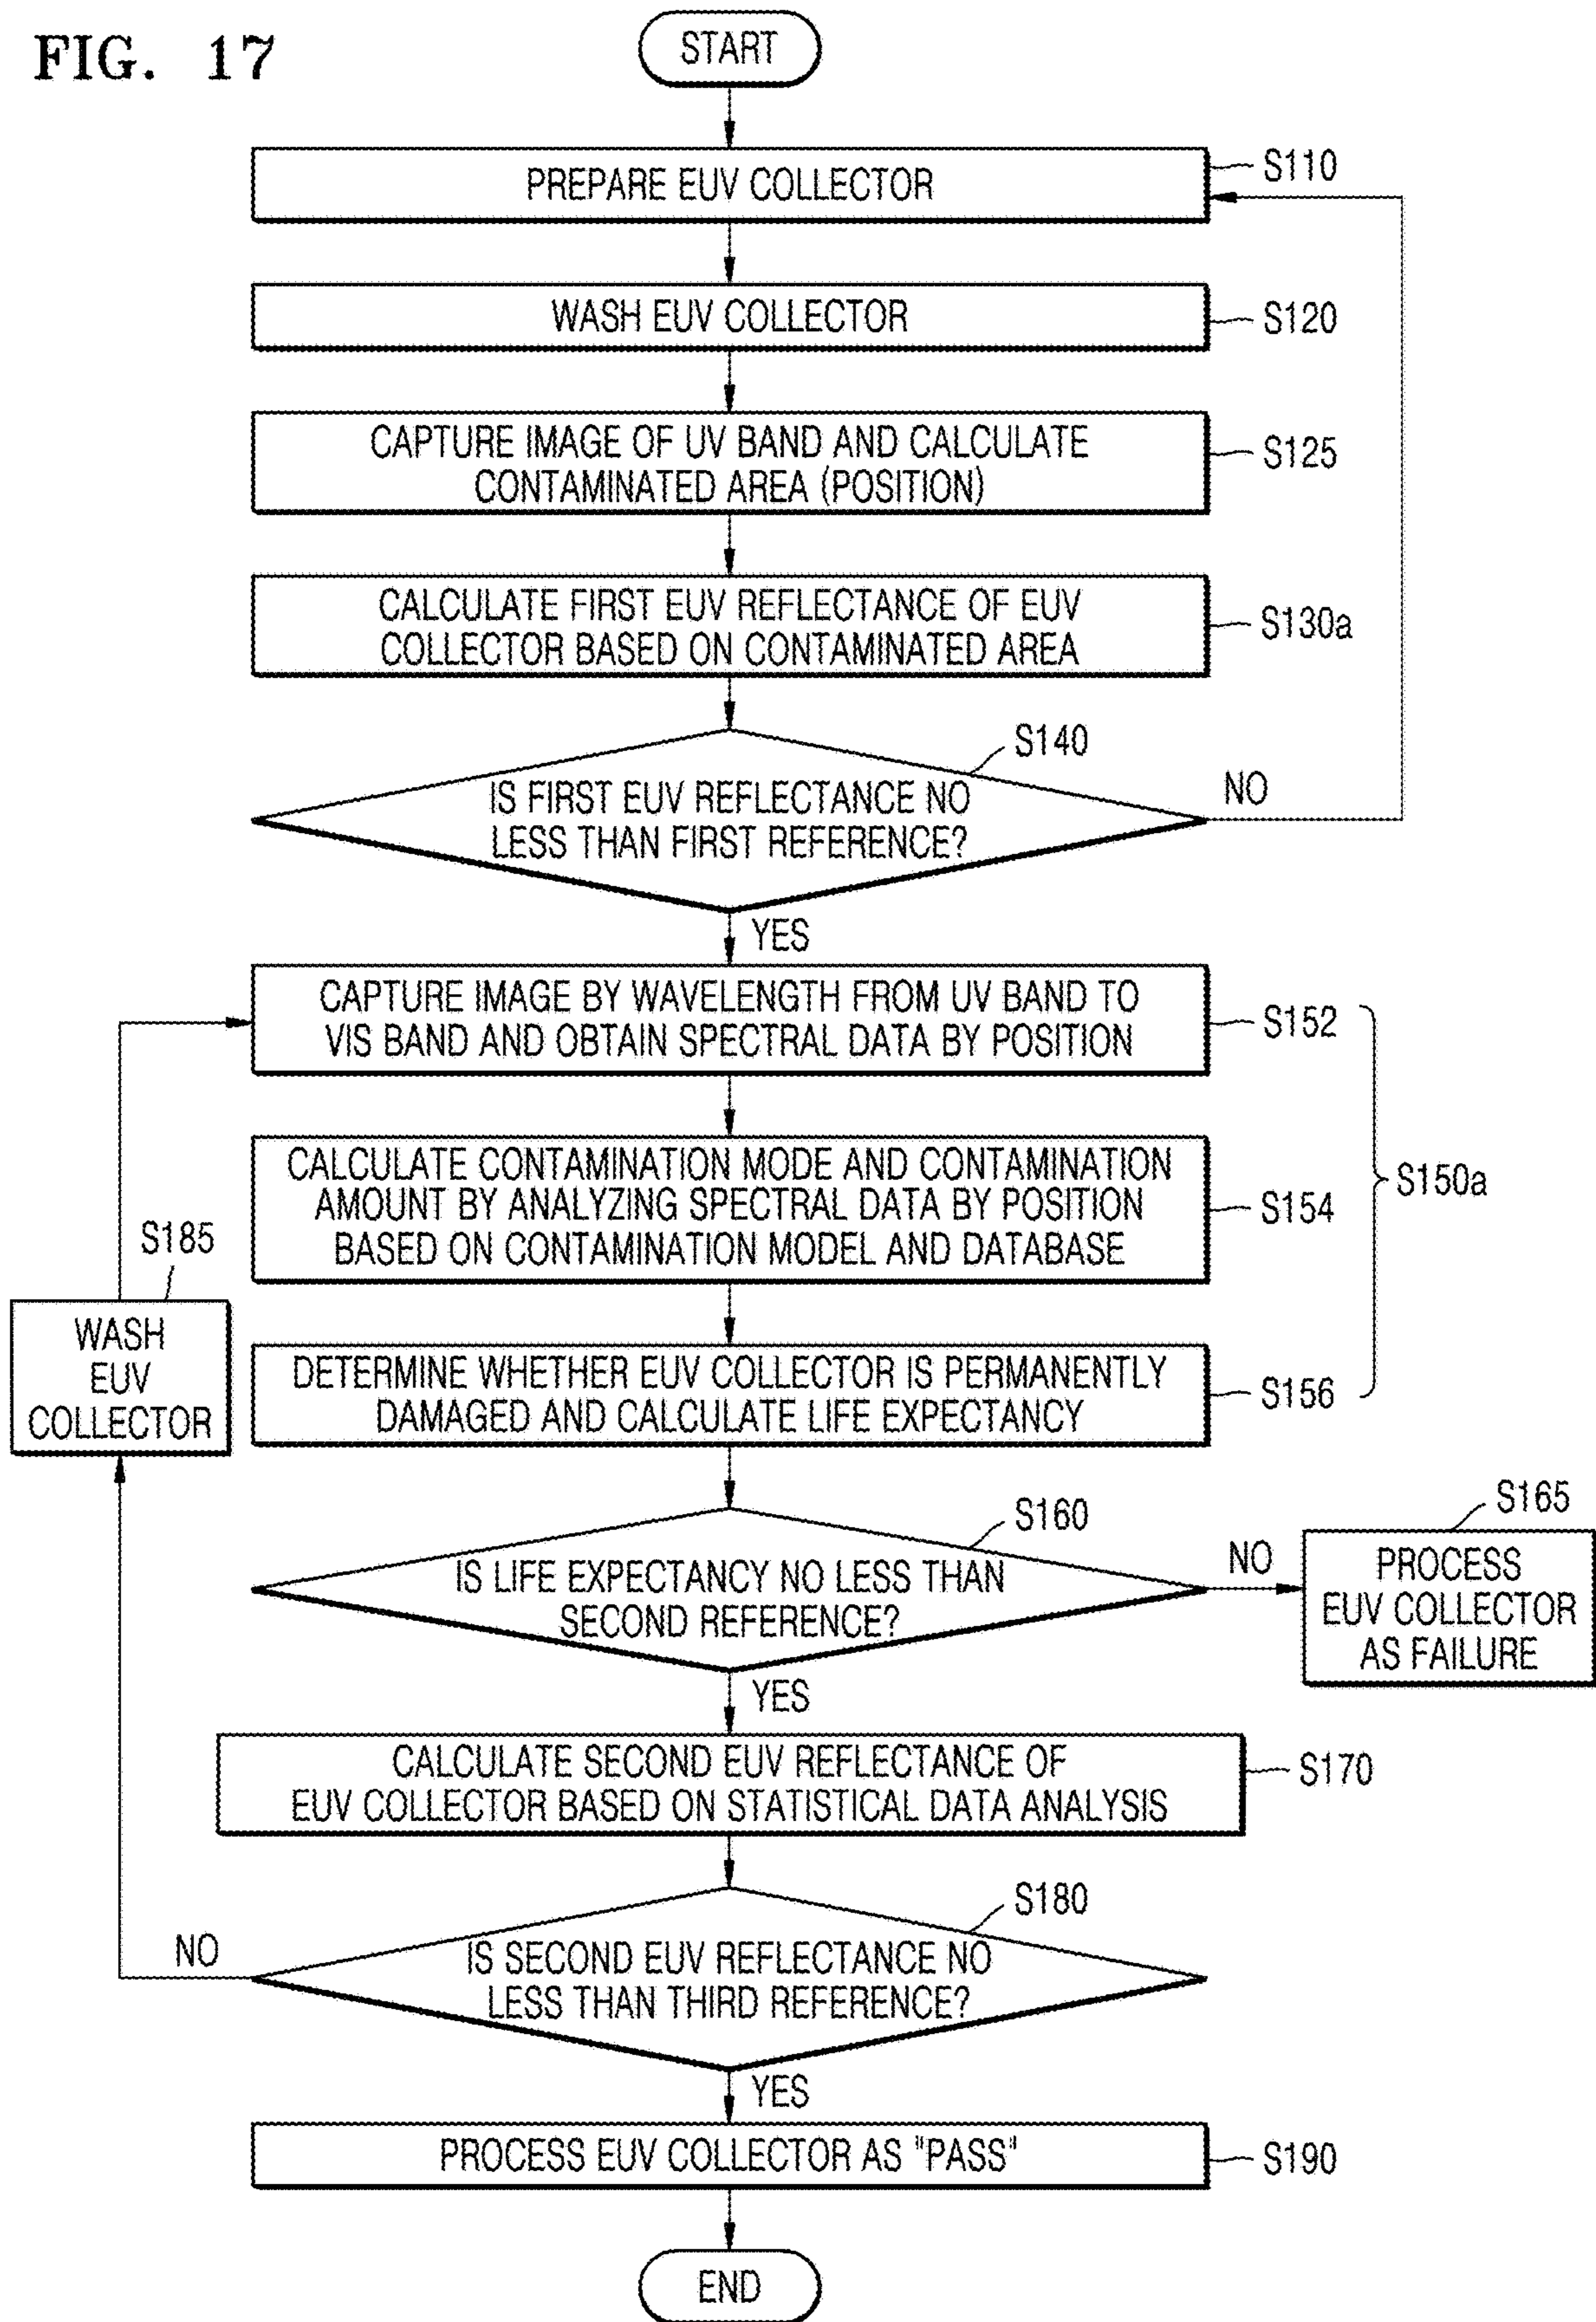 FIG. 17
START
PREPARE EUV COLLECTOR
S110
WASH EUV COLLECTOR
S120
CAPTURE IMAGE OF UV BAND AND CALCULATE
CONTAMINATED AREA (POSITION)
S125
CALCULATE FIRST EUV REFLECTANCE OF EUV
COLLECTOR BASED ON CONTAMINATED AREA
S130a
S140
IS FIRST EUV REFLECTANCE NO
LESS THAN FIRST REFERENCE?
NO
YES
CAPTURE IMAGE BY WAVELENGTH FROM UV BAND TO
VIS BAND AND OBTAIN SPECTRAL DATA BY POSITION
S152
CALCULATE CONTAMINATION MODE AND CONTAMINATION
AMOUNT BY ANALYZING SPECTRAL DATA BY POSITION
BASED ON CONTAMINATION MODEL AND DATABASE
S154
S150a
S185
WASH
EUV
COLLECTOR
DETERMINE WHETHER EUV COLLECTOR IS PERMANENTLY
DAMAGED AND CALCULATE LIFE EXPECTANCY
S156
S160
IS LIFE EXPECTANCY NO LESS THAN
SECOND REFERENCE?
NO
S165
PROCESS
EUV COLLECTOR
AS FAILURE
YES
CALCULATE SECOND EUV REFLECTANCE OF
EUV COLLECTOR BASED ON STATISTICAL DATA ANALYSIS
S170
S180
NO
IS SECOND EUV REFLECTANCE NO
LESS THAN THIRD REFERENCE?
YES
PROCESS EUV COLLECTOR AS "PASS"
S190
END